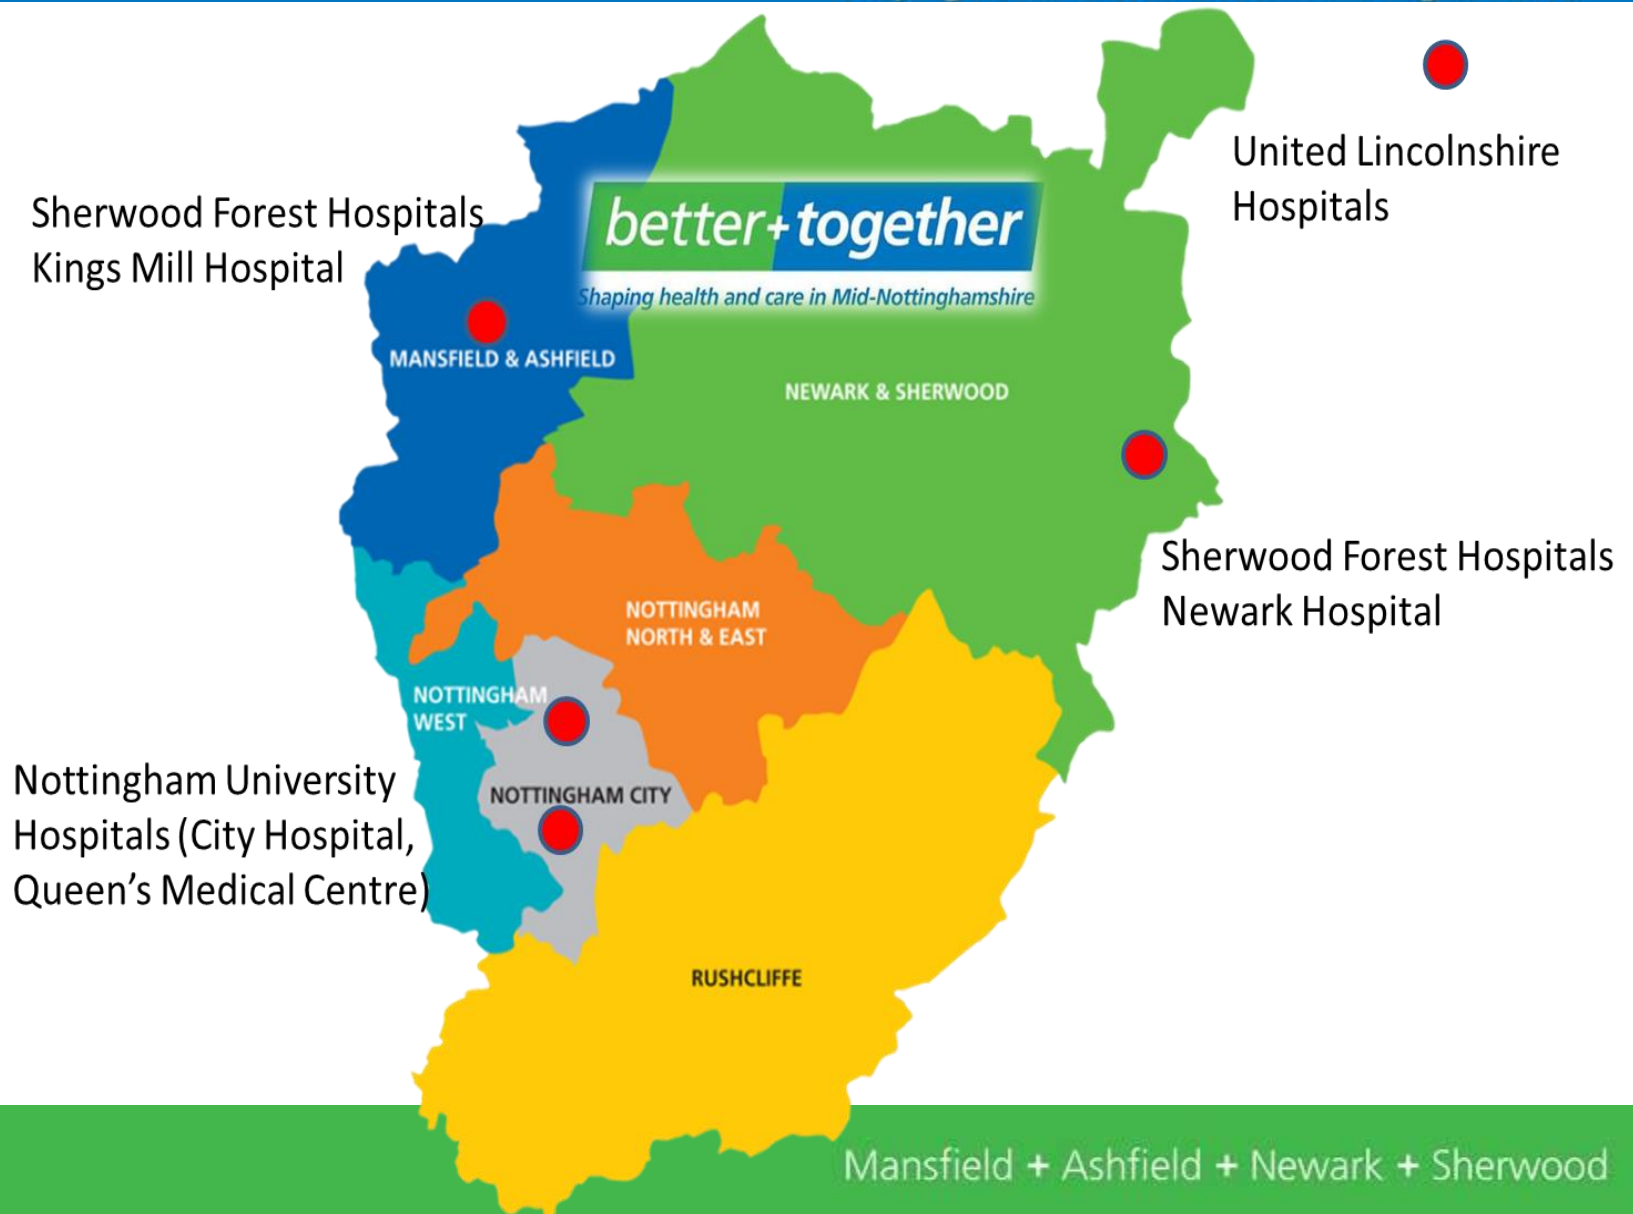 United Lincolnshire
Hospitals
Sherwood Forest Hospitals
Kings Mill Hospital
better+together
Shaping health and care in Mid-Nottinghamshire
MANSFIELD & ASHFIELD
NEWARK & SHERWOOD
Sherwood Forest Hospitals
Newark Hospital
NOTTINGHAM
NORTH & EAST
NOTTINGHAM
WEST
Nottingham University
Hospitals (City Hospital,
Queen’s Medical Centre)
NOTTINGHAM CITY
RUSHCLIFFE
Mansfield + Ashfield + Newark + Sherwood